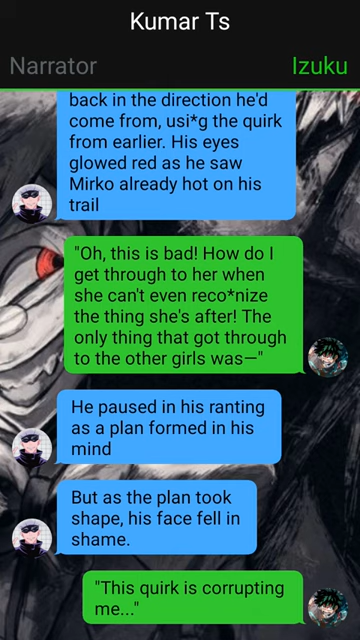 Kumar Ts
Narrator
Izuku
back in the direction he'd
come from, usi*g the quirk
from earlier. His eyes
glowed red as he saw
Mirko already hot on his
trail
"Oh, this is bad! How do I
get through to her when
she can't even reco*nize
the thing she's after! The
only thing that got through
to the other girls was—"
He paused in his ranting
as a plan formed in his
mind
But as the plan took
shape, his face fell in
shame.
"This quirk is corrupting
me..."